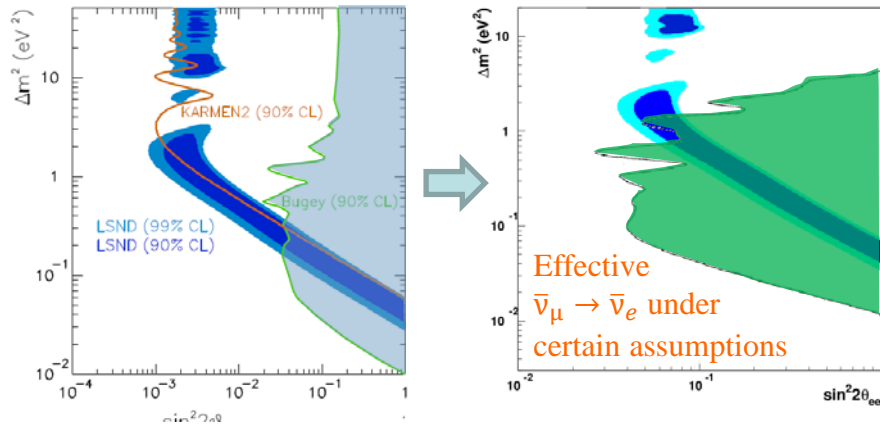 Δm² (eV²)
10
1
10⁻¹
10⁻²
KARMEN2 (90% CL)
Bugey (90% CL)
LSND (99% CL)
LSND (90% CL)
10⁻⁴
10⁻³
10⁻²
10⁻¹
1
Δm² (eV²)
10
1
10⁻¹
10⁻²
Effective
ν̅μ → ν̅e under
certain assumptions
10⁻²
10⁻¹
sin²2θee